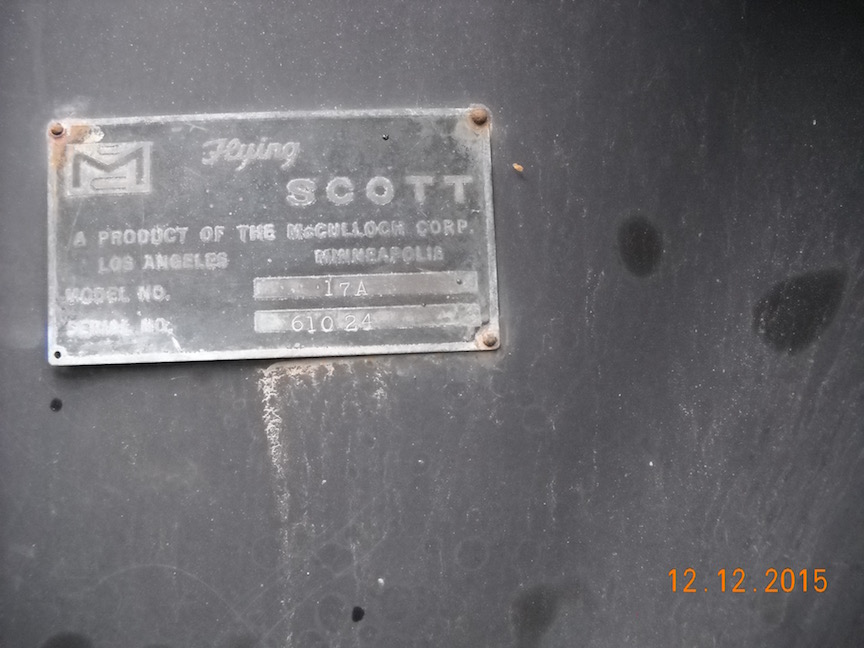 M
Flying
SCOTT
A PRODUCT OF THE McCULLOCH CORP.
LOS ANGELES MINNEAPOLIS
MODEL NO. 17A
SERIAL NO. 61024
12.12.2015